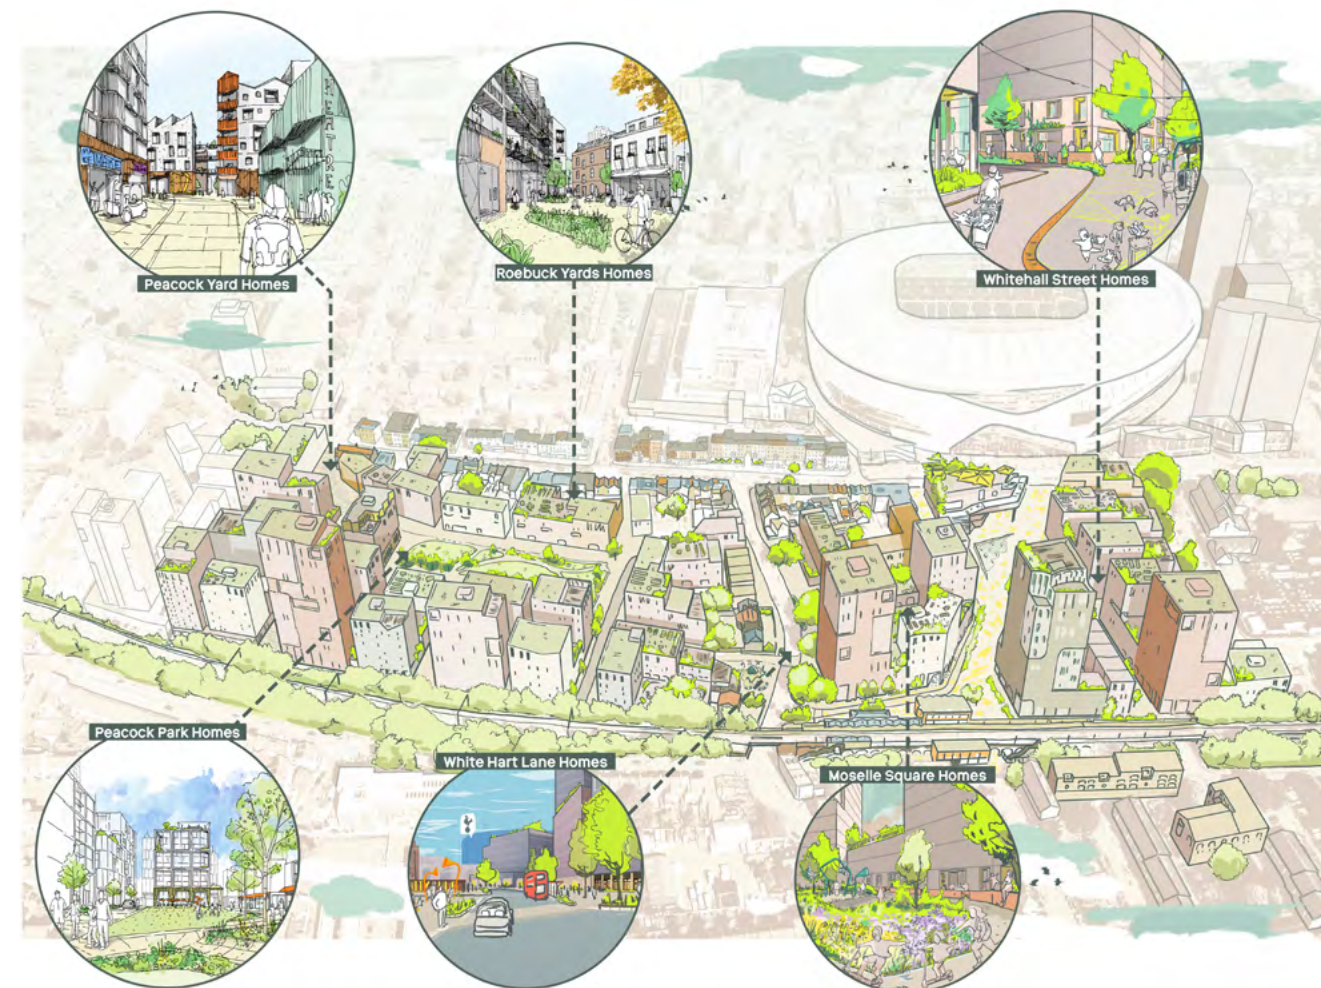 THEATRE
Peacock Yard Homes
Roebuck Yards Homes
Whitehall Street Homes
Peacock Park Homes
White Hart Lane Homes
Moselle Square Homes